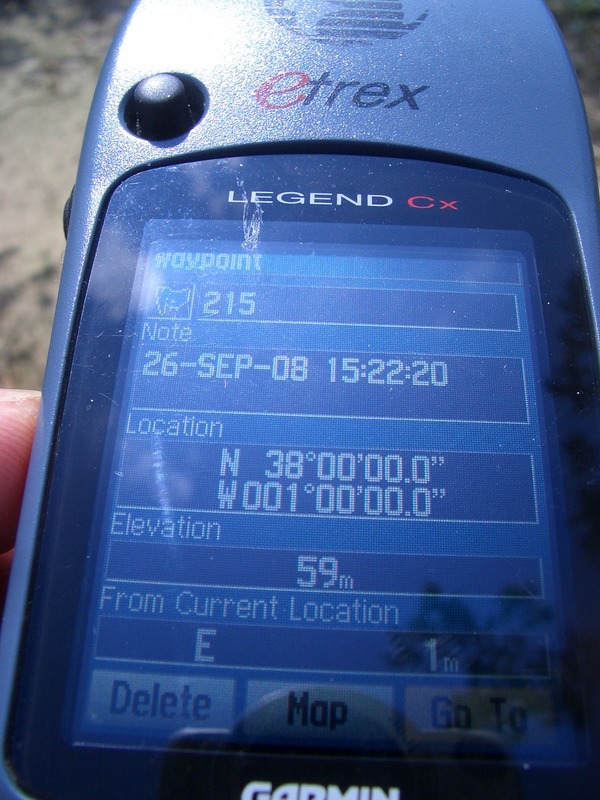 etrex
LEGEND Cx
Waypoint
215
Note
26-SEP-08 15:22:20
Location
N 38°00'00.0"
W001°00'00.0"
Elevation
59m
From Current Location
E 1m
Delete Map Go To
GARMIN